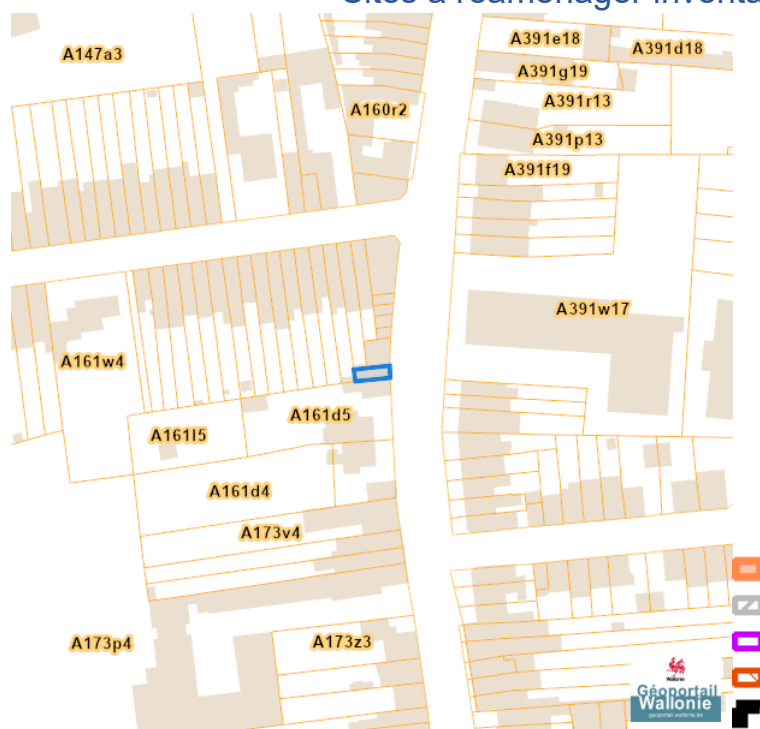 Sites à réaménager inventa
A147a3
A391e18
A391d18
A391g19
A160r2
A391r13
A391p13
A391f19
A391w17
A161w4
A161d5
A161l5
A161d4
A173v4
A173p4
A173z3
Wallonie
Géoportail
Wallonie
geoportail.wallonie.be